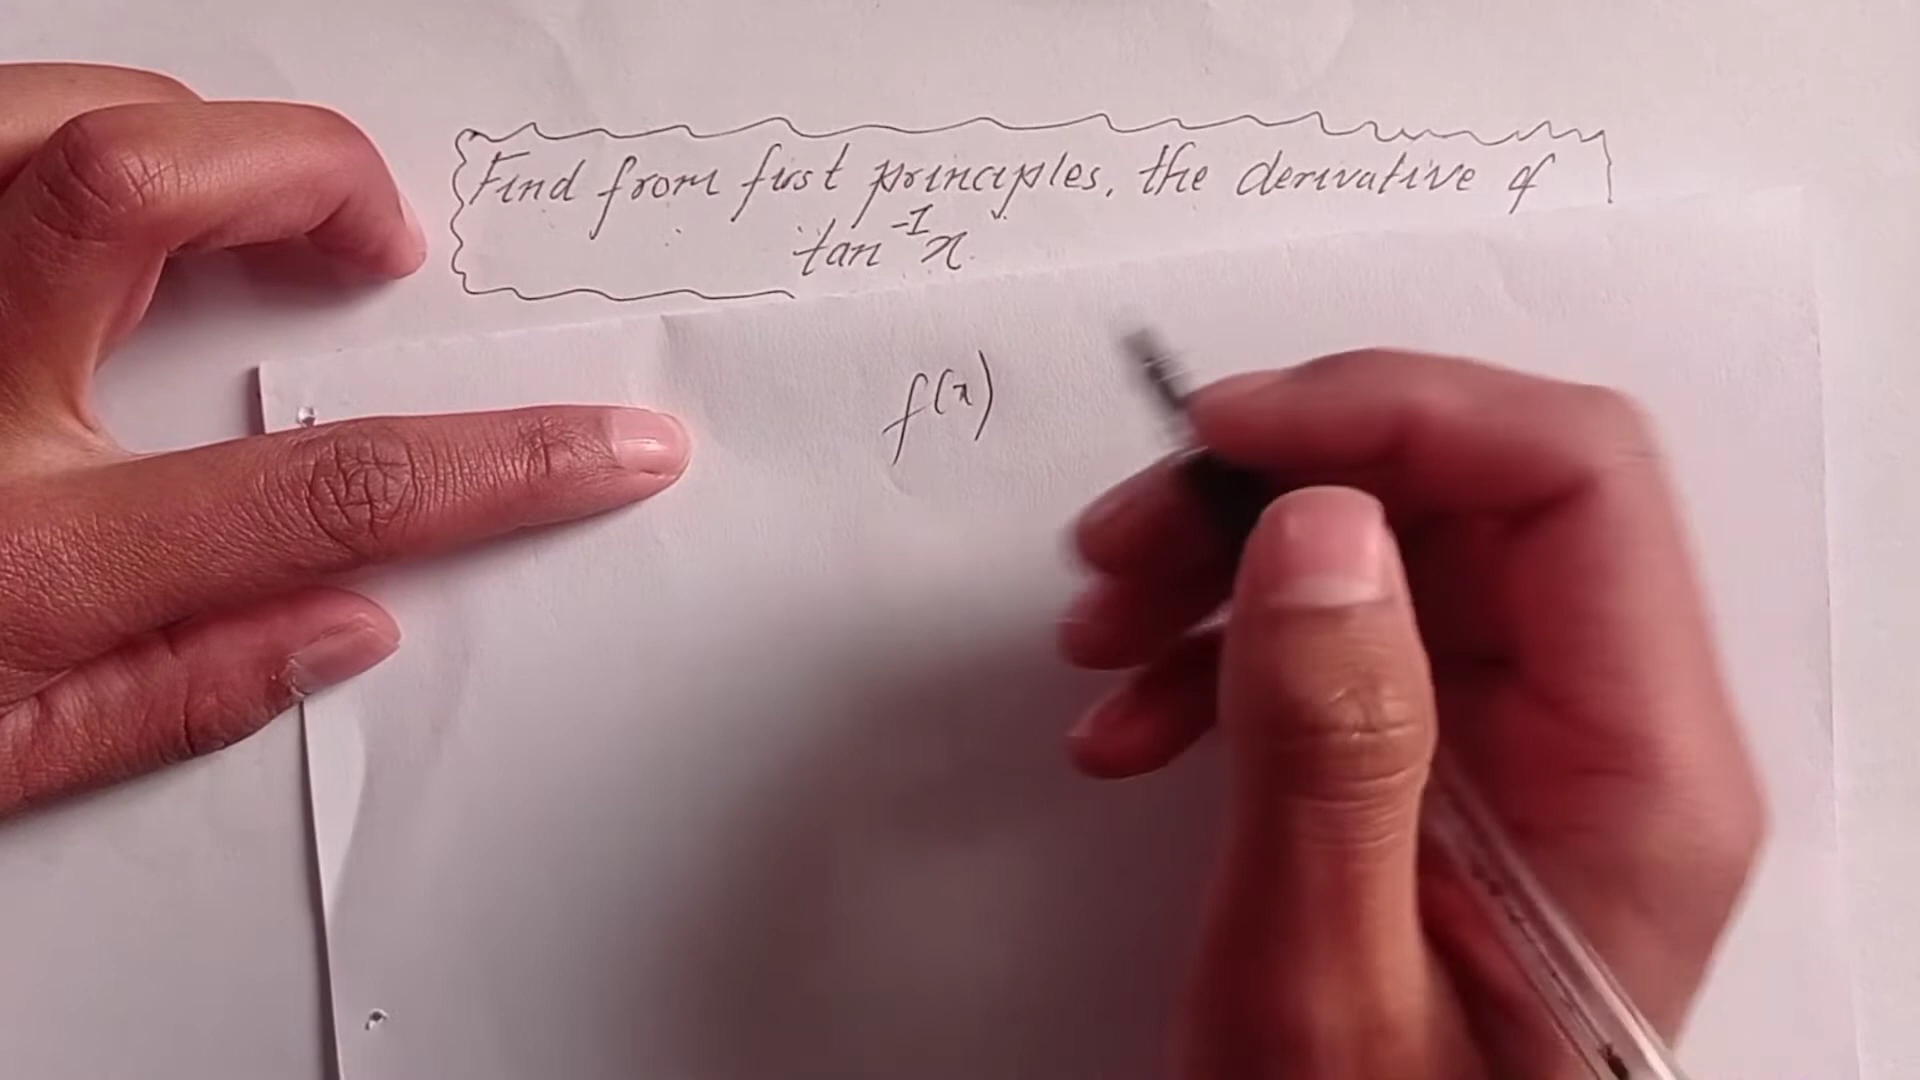 Find from first principles, the derivative of
tan⁻¹x.
f(x)